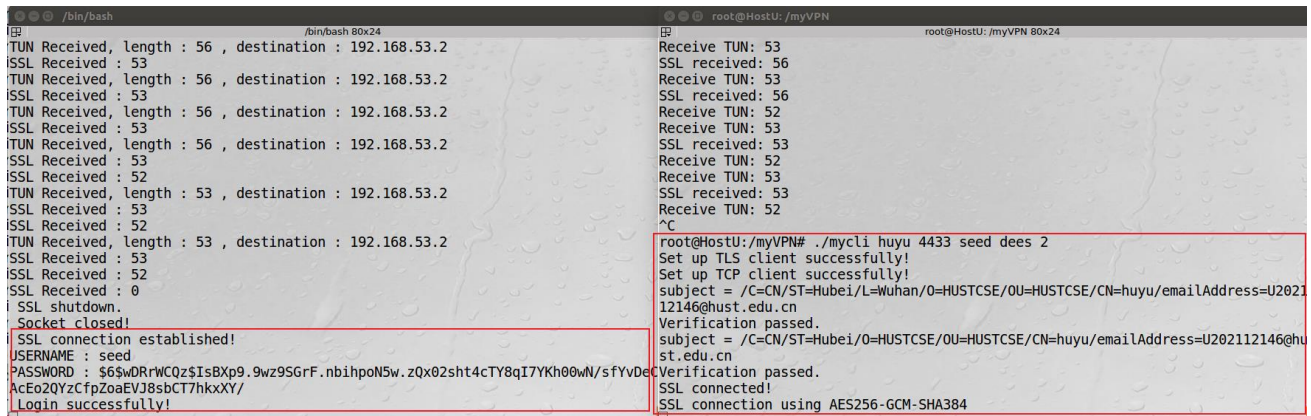 /bin/bash
/bin/bash 80x24
TUN Received, length : 56 , destination : 192.168.53.2
SSL Received : 53
TUN Received, length : 56 , destination : 192.168.53.2
SSL Received : 53
TUN Received, length : 56 , destination : 192.168.53.2
SSL Received : 53
TUN Received, length : 56 , destination : 192.168.53.2
SSL Received : 53
SSL Received : 52
TUN Received, length : 53 , destination : 192.168.53.2
SSL Received : 53
SSL Received : 52
TUN Received, length : 53 , destination : 192.168.53.2
SSL Received : 53
SSL Received : 52
SSL Received : 0
SSL shutdown.
Socket closed!
SSL connection established!
USERNAME : seed
PASSWORD : $6$wDRrWCQz$IsBXp9.9wz9SGrF.nbihpoN5w.zQx02sht4cTY8qI7YKh00wN/sfYvDeC
AcEo2QYzCfpZoaEVJ8sbCT7hkxXY/
Login successfully!
root@HostU: /myVPN
root@HostU: /myVPN 80x24
Receive TUN: 53
SSL received: 56
Receive TUN: 53
SSL received: 56
Receive TUN: 52
Receive TUN: 53
SSL received: 53
Receive TUN: 52
Receive TUN: 53
SSL received: 53
Receive TUN: 52
^C
root@HostU:/myVPN# ./mycli huyu 4433 seed dees 2
Set up TLS client successfully!
Set up TCP client successfully!
subject = /C=CN/ST=Hubei/L=Wuhan/O=HUSTCSE/OU=HUSTCSE/CN=huyu/emailAddress=U2021
12146@hust.edu.cn
Verification passed.
subject = /C=CN/ST=Hubei/O=HUSTCSE/OU=HUSTCSE/CN=huyu/emailAddress=U202112146@hu
st.edu.cn
Verification passed.
SSL connected!
SSL connection using AES256-GCM-SHA384